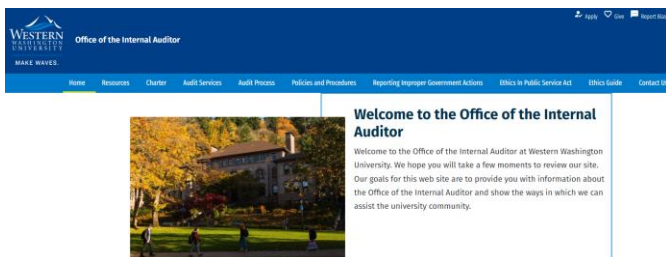 Apply Give Report Bias
WESTERN
WASHINGTON
UNIVERSITY
Office of the Internal Auditor
MAKE WAVES.
Home Resources Charter Audit Services Audit Process Policies and Procedures Reporting Improper Government Actions Ethics in Public Service Act Ethics Guide Contact Us
Welcome to the Office of the Internal
Auditor
Welcome to the Office of the Internal Auditor at Western Washington
University. We hope you will take a few moments to review our site.
Our goals for this web site are to provide you with information about
the Office of the Internal Auditor and show the ways in which we can
assist the university community.